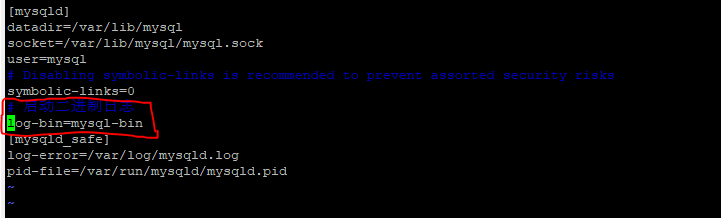 [mysqld]
datadir=/var/lib/mysql
socket=/var/lib/mysql/mysql.sock
user=mysql
# Disabling symbolic-links is recommended to prevent assorted security risks
symbolic-links=0
# 启动二进制日志
log-bin=mysql-bin
[mysqld_safe]
log-error=/var/log/mysqld.log
pid-file=/var/run/mysqld/mysqld.pid
~
~